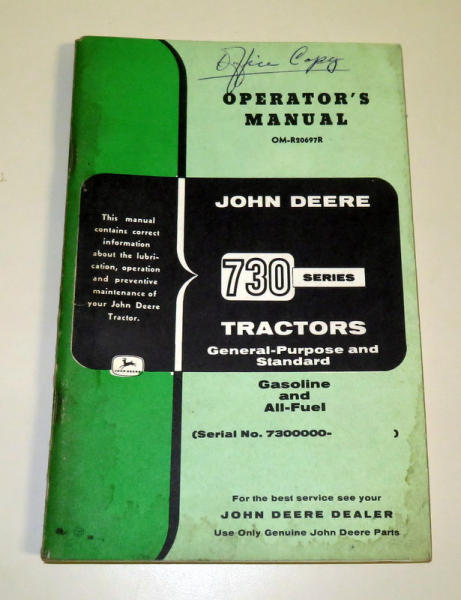 Office Copy
OPERATOR'S
MANUAL
OM-R20697R
This manual
contains correct
information
about the lubri-
cation, operation
and preventive
maintenance of
your John Deere
Tractor.
JOHN DEERE
JOHN DEERE
730 SERIES
TRACTORS
General-Purpose and
Standard
Gasoline
and
All-Fuel
(Serial No. 7300000- )
For the best service see your
JOHN DEERE DEALER
Use Only Genuine John Deere Parts